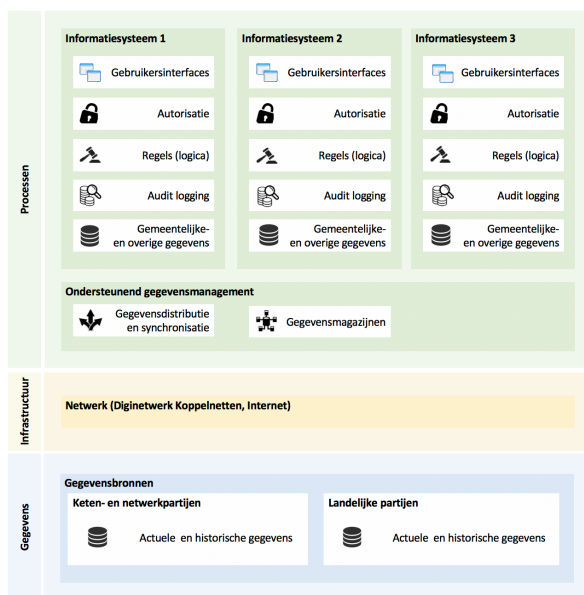 Processen
Informatiesysteem 1
Gebruikersinterfaces
Autorisatie
Regels (logica)
Audit logging
Gemeentelijke-
en overige gegevens
Informatiesysteem 2
Gebruikersinterfaces
Autorisatie
Regels (logica)
Audit logging
Gemeentelijke-
en overige gegevens
Informatiesysteem 3
Gebruikersinterfaces
Autorisatie
Regels (logica)
Audit logging
Gemeentelijke-
en overige gegevens
Ondersteunend gegevensmanagement
Gegevensdistributie
en synchronisatie
Gegevensmagazijnen
Infrastructuur
Netwerk (Diginetwerk Koppelnetten, Internet)
Gegevens
Gegevensbronnen
Keten- en netwerkpartijen
Actuele en historische gegevens
Landelijke partijen
Actuele en historische gegevens